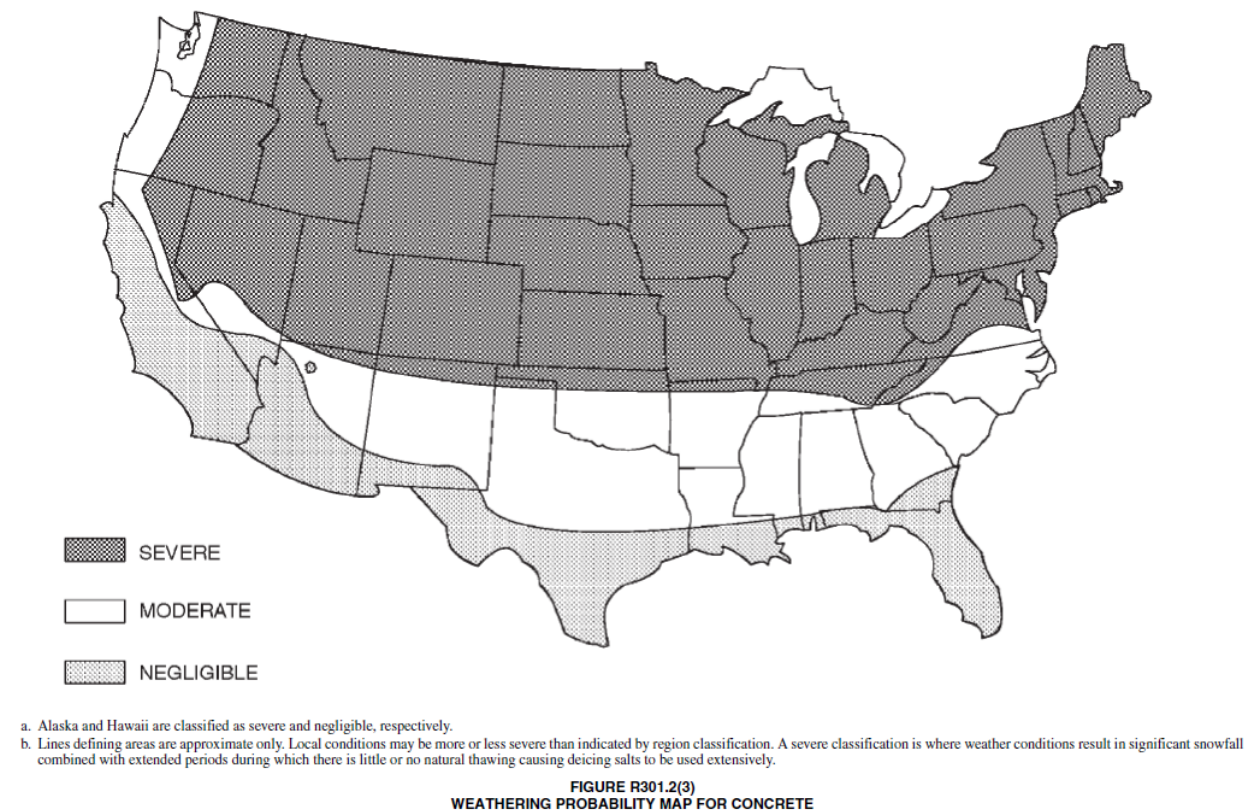 SEVERE
MODERATE
NEGLIGIBLE
a. Alaska and Hawaii are classified as severe and negligible, respectively.
b. Lines defining areas are approximate only. Local conditions may be more or less severe than indicated by region classification. A severe classification is where weather conditions result in significant snowfall
combined with extended periods during which there is little or no natural thawing causing deicing salts to be used extensively.
FIGURE R301.2(3)
WEATHERING PROBABILITY MAP FOR CONCRETE